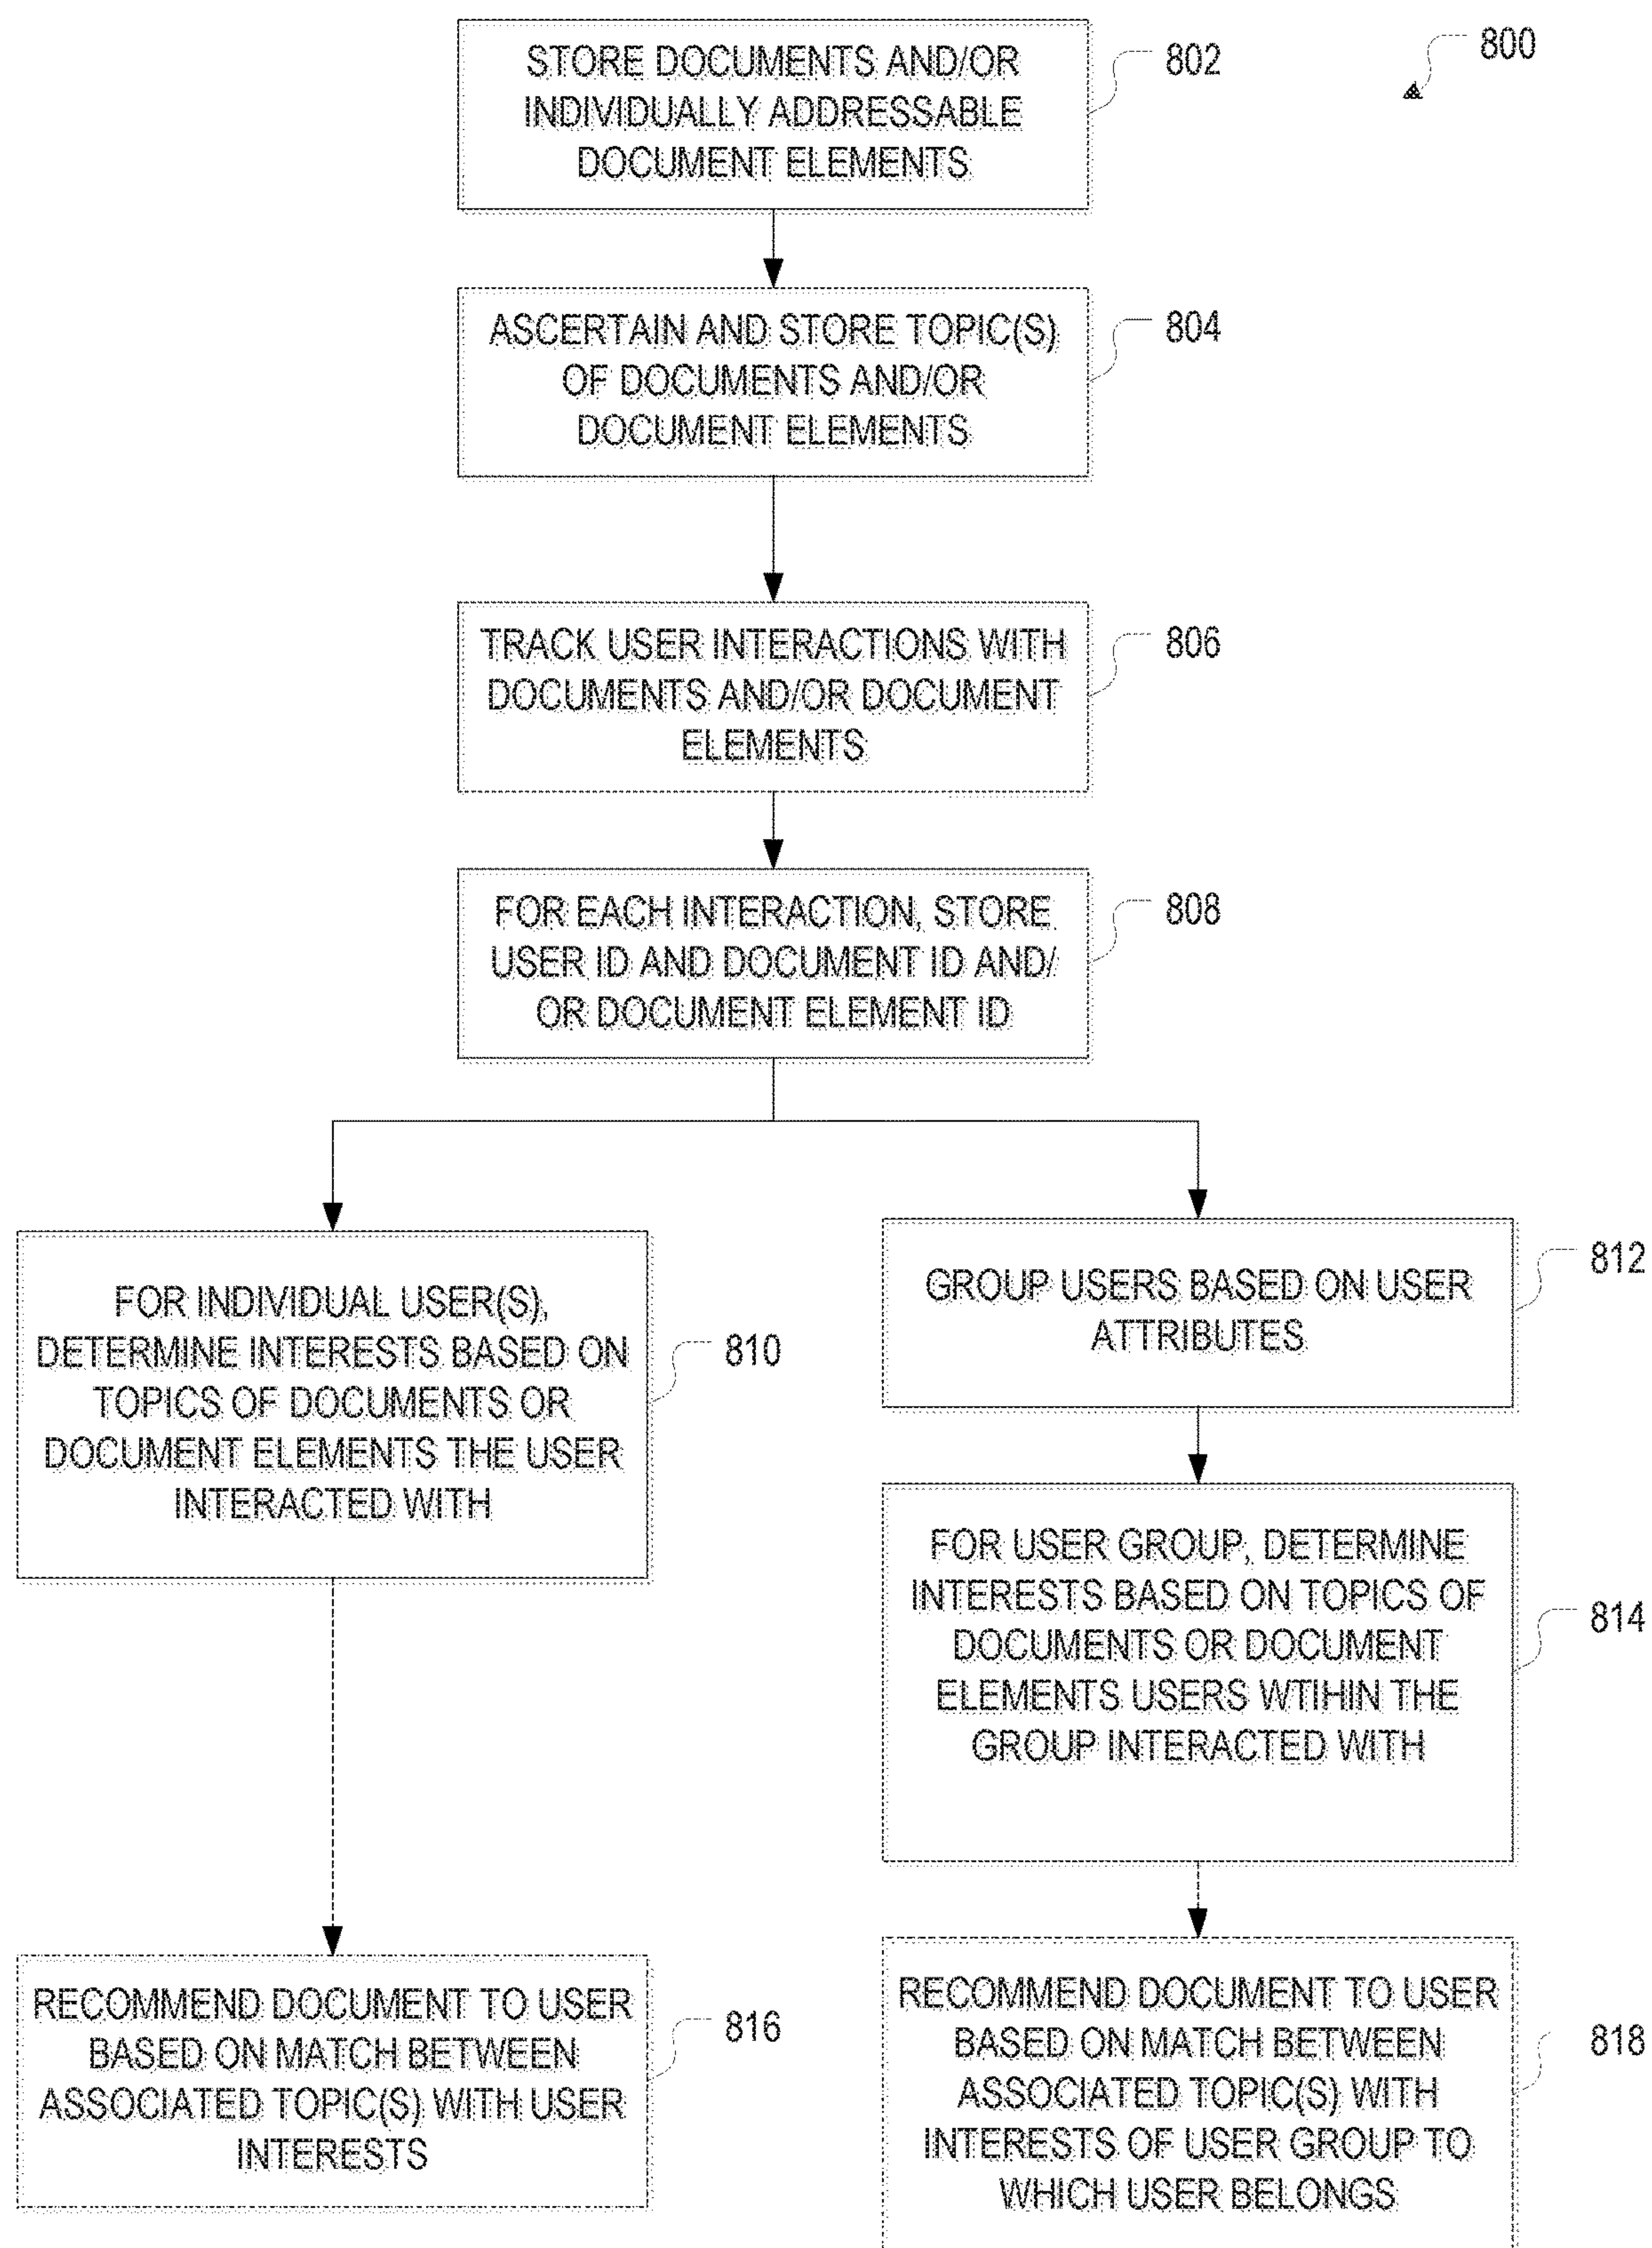 800
STORE DOCUMENTS AND/OR
INDIVIDUALLY ADDRESSABLE
DOCUMENT ELEMENTS
802
ASCERTAIN AND STORE TOPIC(S)
OF DOCUMENTS AND/OR
DOCUMENT ELEMENTS
804
TRACK USER INTERACTIONS WITH
DOCUMENTS AND/OR DOCUMENT
ELEMENTS
806
FOR EACH INTERACTION, STORE
USER ID AND DOCUMENT ID AND/
OR DOCUMENT ELEMENT ID
808
FOR INDIVIDUAL USER(S),
DETERMINE INTERESTS BASED ON
TOPICS OF DOCUMENTS OR
DOCUMENT ELEMENTS THE USER
INTERACTED WITH
810
GROUP USERS BASED ON USER
ATTRIBUTES
812
FOR USER GROUP, DETERMINE
INTERESTS BASED ON TOPICS OF
DOCUMENTS OR DOCUMENT
ELEMENTS USERS WTIHIN THE
GROUP INTERACTED WITH
814
RECOMMEND DOCUMENT TO USER
BASED ON MATCH BETWEEN
ASSOCIATED TOPIC(S) WITH USER
INTERESTS
816
RECOMMEND DOCUMENT TO USER
BASED ON MATCH BETWEEN
ASSOCIATED TOPIC(S) WITH
INTERESTS OF USER GROUP TO
WHICH USER BELONGS
818